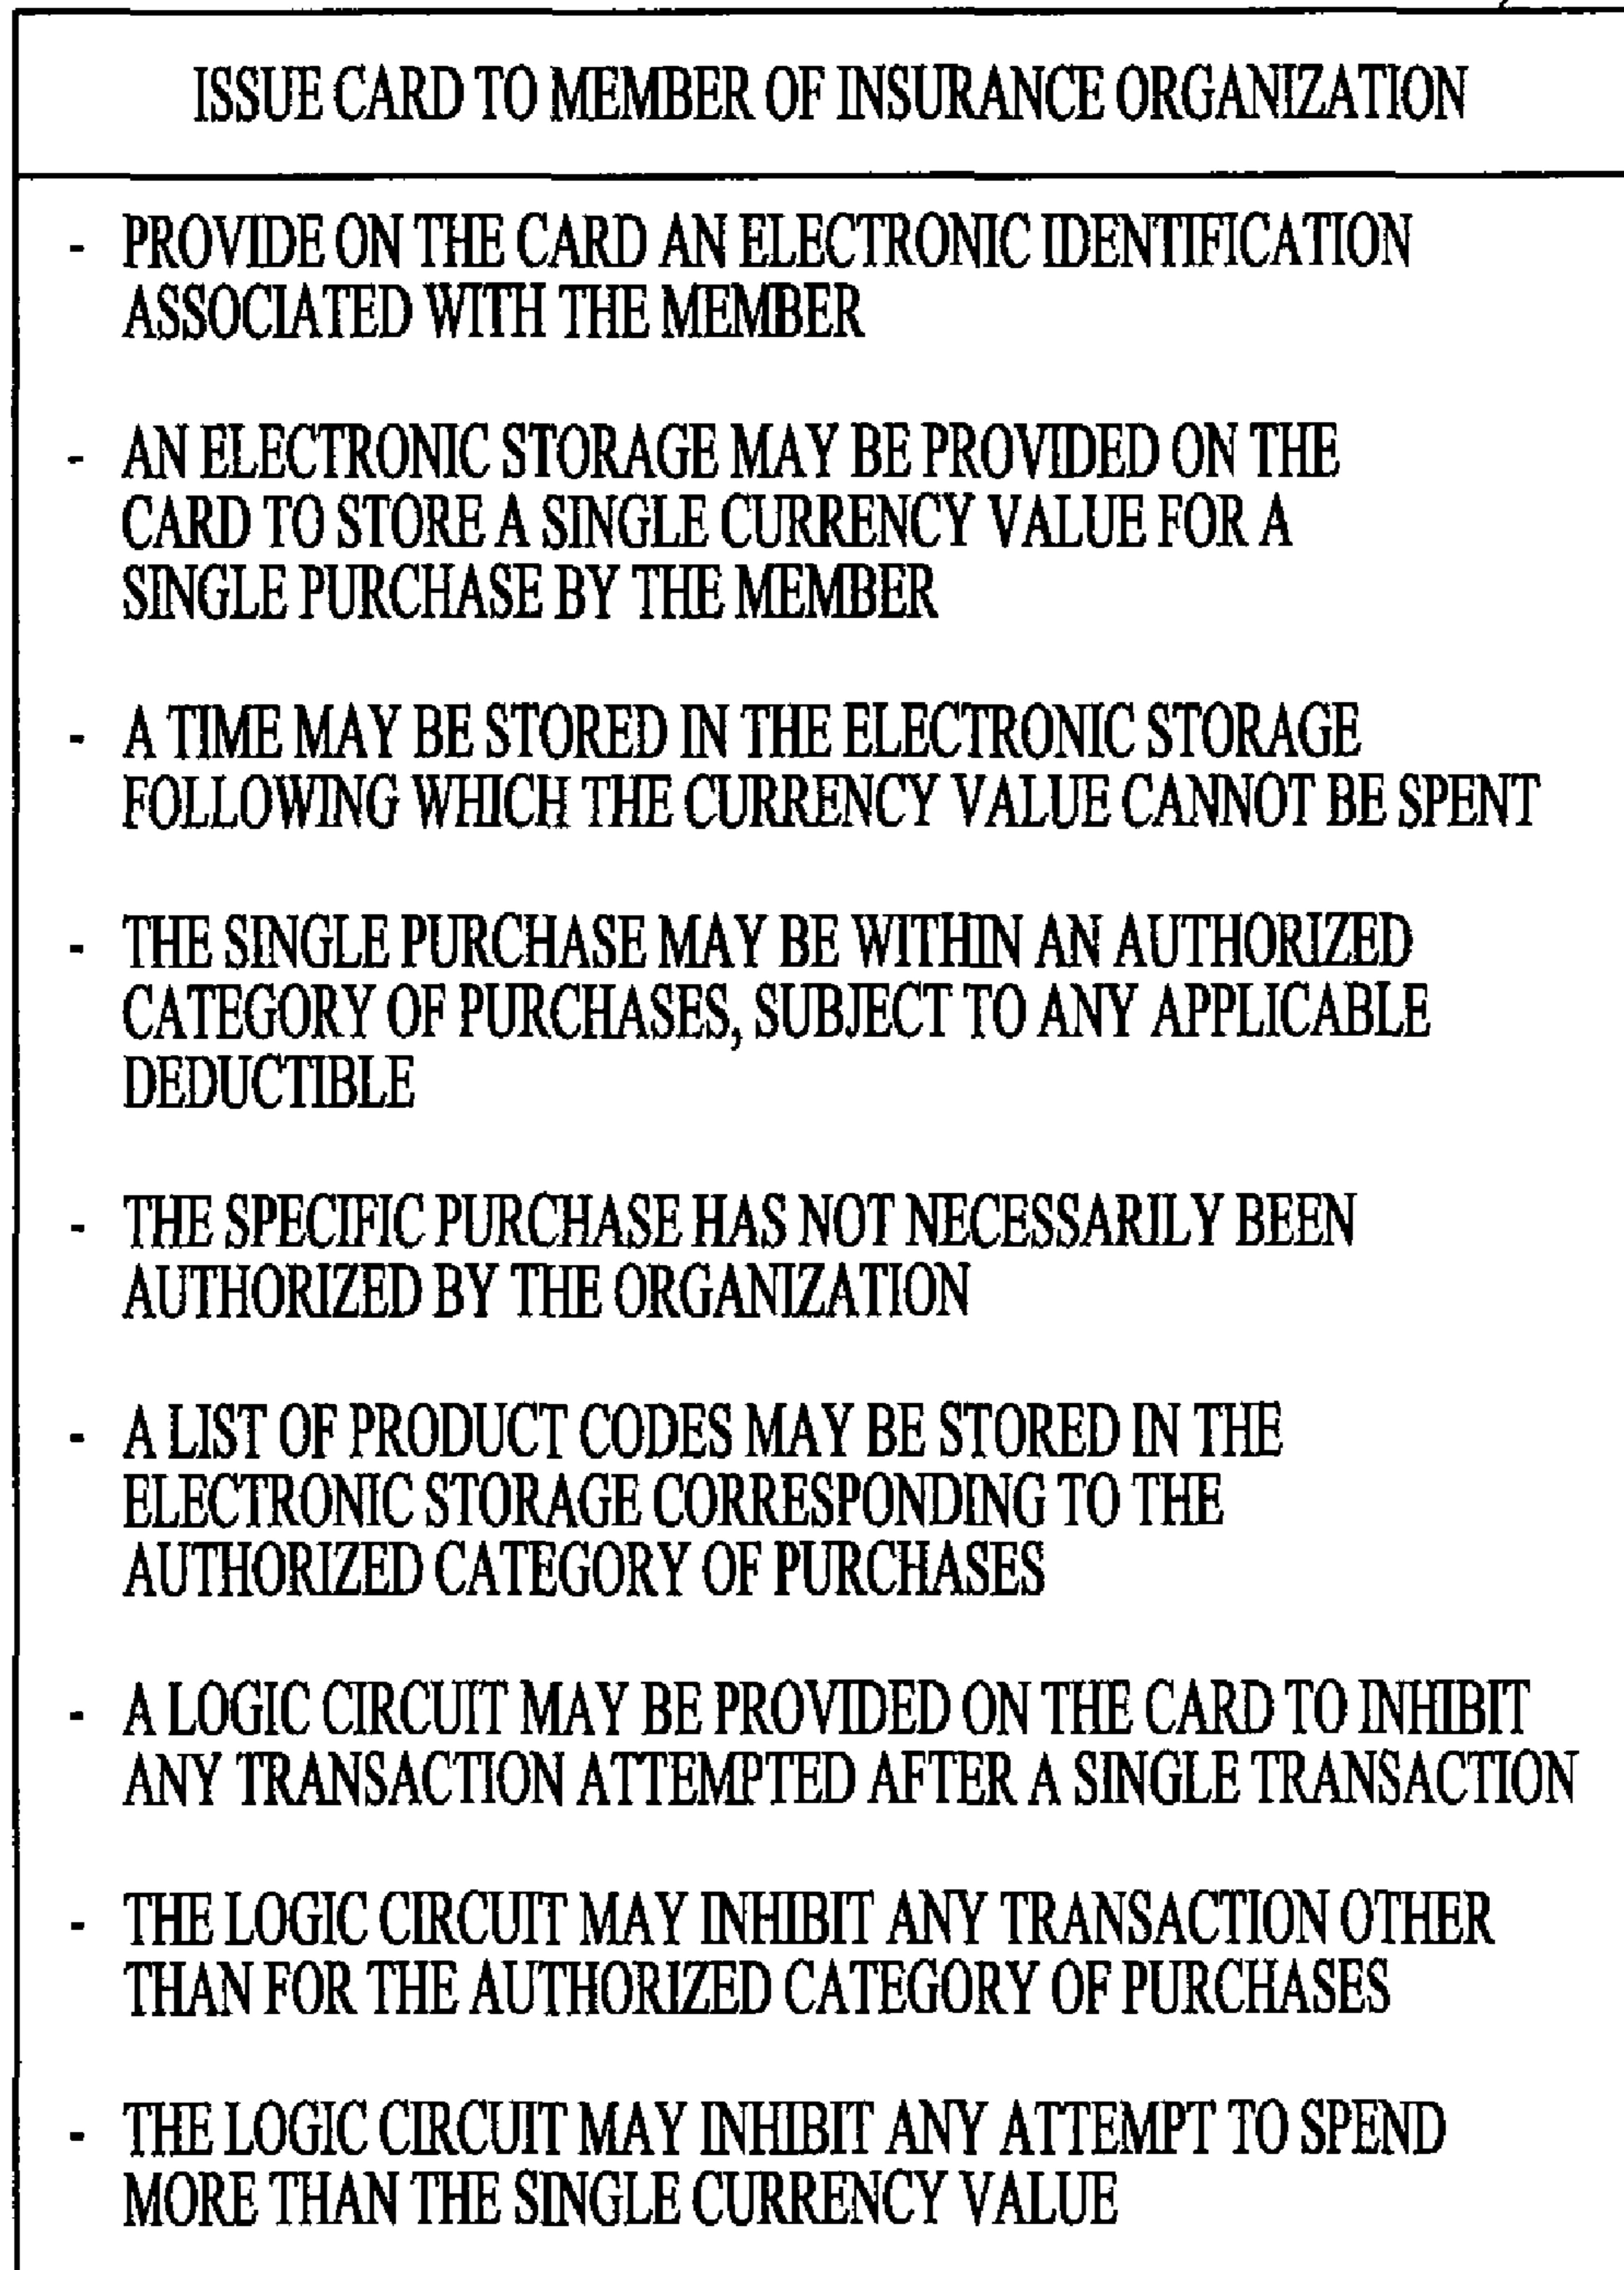 ISSUE CARD TO MEMBER OF INSURANCE ORGANIZATION
- PROVIDE ON THE CARD AN ELECTRONIC IDENTIFICATION
ASSOCIATED WITH THE MEMBER
- AN ELECTRONIC STORAGE MAY BE PROVIDED ON THE
CARD TO STORE A SINGLE CURRENCY VALUE FOR A
SINGLE PURCHASE BY THE MEMBER
- A TIME MAY BE STORED IN THE ELECTRONIC STORAGE
FOLLOWING WHICH THE CURRENCY VALUE CANNOT BE SPENT
- THE SINGLE PURCHASE MAY BE WITHIN AN AUTHORIZED
CATEGORY OF PURCHASES, SUBJECT TO ANY APPLICABLE
DEDUCTIBLE
- THE SPECIFIC PURCHASE HAS NOT NECESSARILY BEEN
AUTHORIZED BY THE ORGANIZATION
- A LIST OF PRODUCT CODES MAY BE STORED IN THE
ELECTRONIC STORAGE CORRESPONDING TO THE
AUTHORIZED CATEGORY OF PURCHASES
- A LOGIC CIRCUIT MAY BE PROVIDED ON THE CARD TO INHIBIT
ANY TRANSACTION ATTEMPTED AFTER A SINGLE TRANSACTION
- THE LOGIC CIRCUIT MAY INHIBIT ANY TRANSACTION OTHER
THAN FOR THE AUTHORIZED CATEGORY OF PURCHASES
- THE LOGIC CIRCUIT MAY INHIBIT ANY ATTEMPT TO SPEND
MORE THAN THE SINGLE CURRENCY VALUE